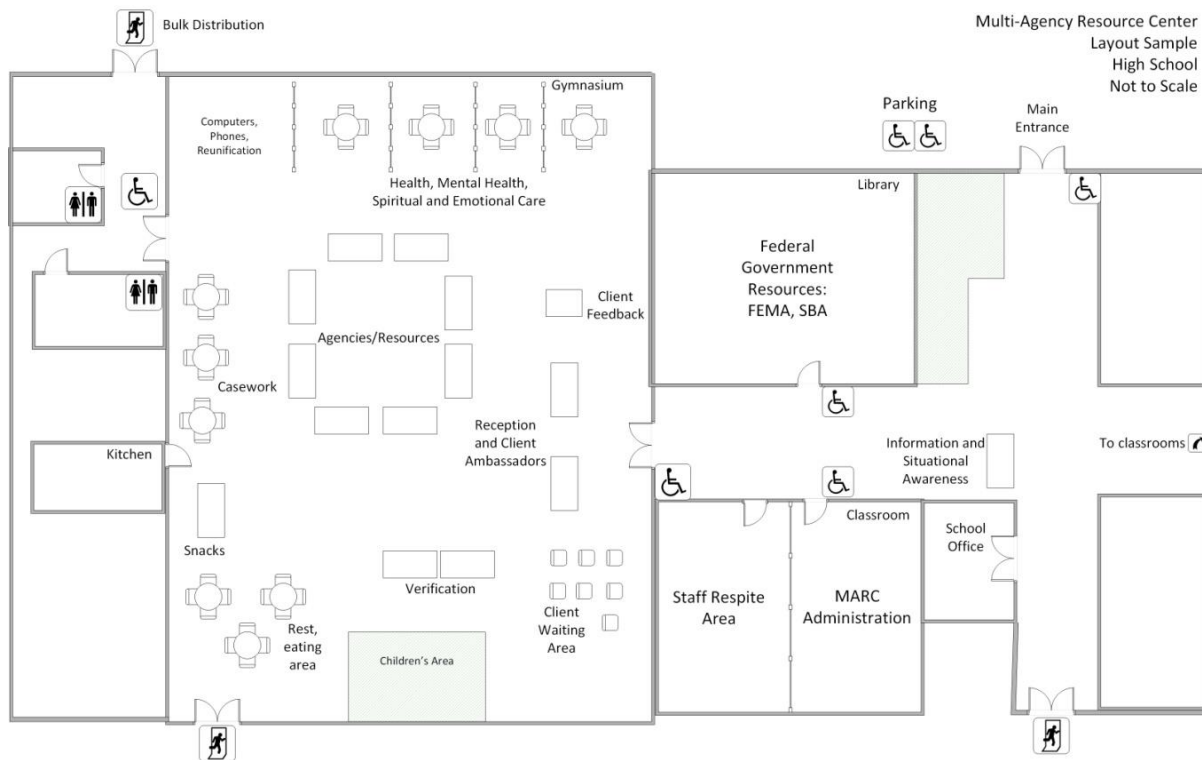 Bulk Distribution
Multi-Agency Resource Center
Layout Sample
High School
Not to Scale
Gymnasium
Parking
Main
Entrance
Computers,
Phones,
Reunification
Health, Mental Health,
Spiritual and Emotional Care
Library
Federal
Government
Resources:
FEMA, SBA
Client
Feedback
Agencies/Resources
Casework
Reception
and Client
Ambassadors
Information and
Situational
Awareness
To classrooms
Kitchen
Classroom
School
Office
Snacks
Verification
Staff Respite
Area
MARC
Administration
Client
Waiting
Area
Rest,
eating
area
Children's Area